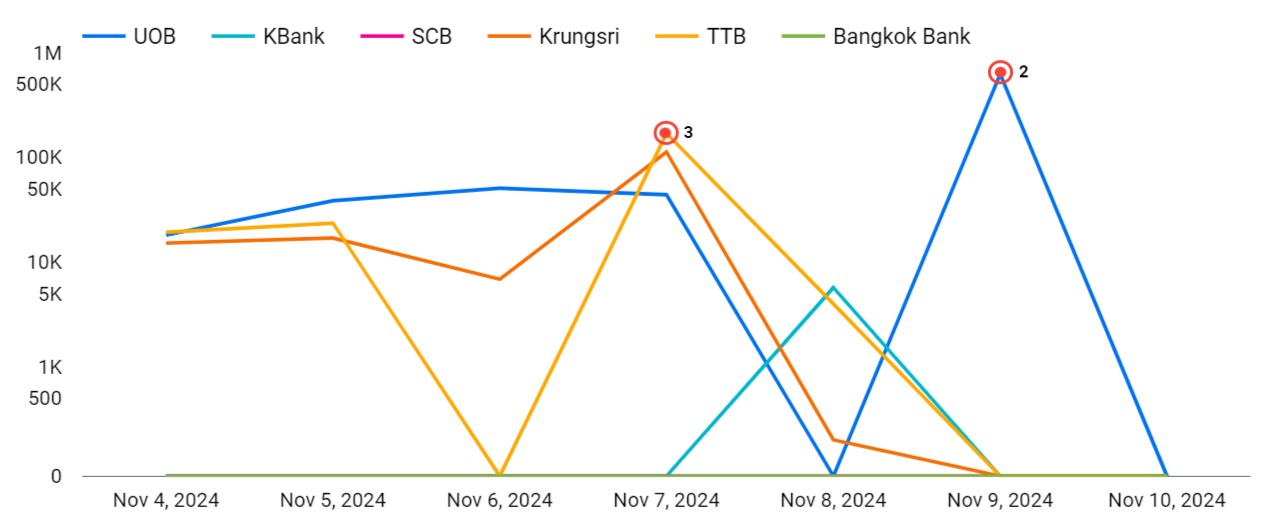 UOB KBank SCB Krungsri TTB Bangkok Bank
1M
2
500K
3
100K
50K
10K
5K
1K
500
0
Nov 4, 2024 Nov 5, 2024 Nov 6, 2024 Nov 7, 2024 Nov 8, 2024 Nov 9, 2024 Nov 10, 2024